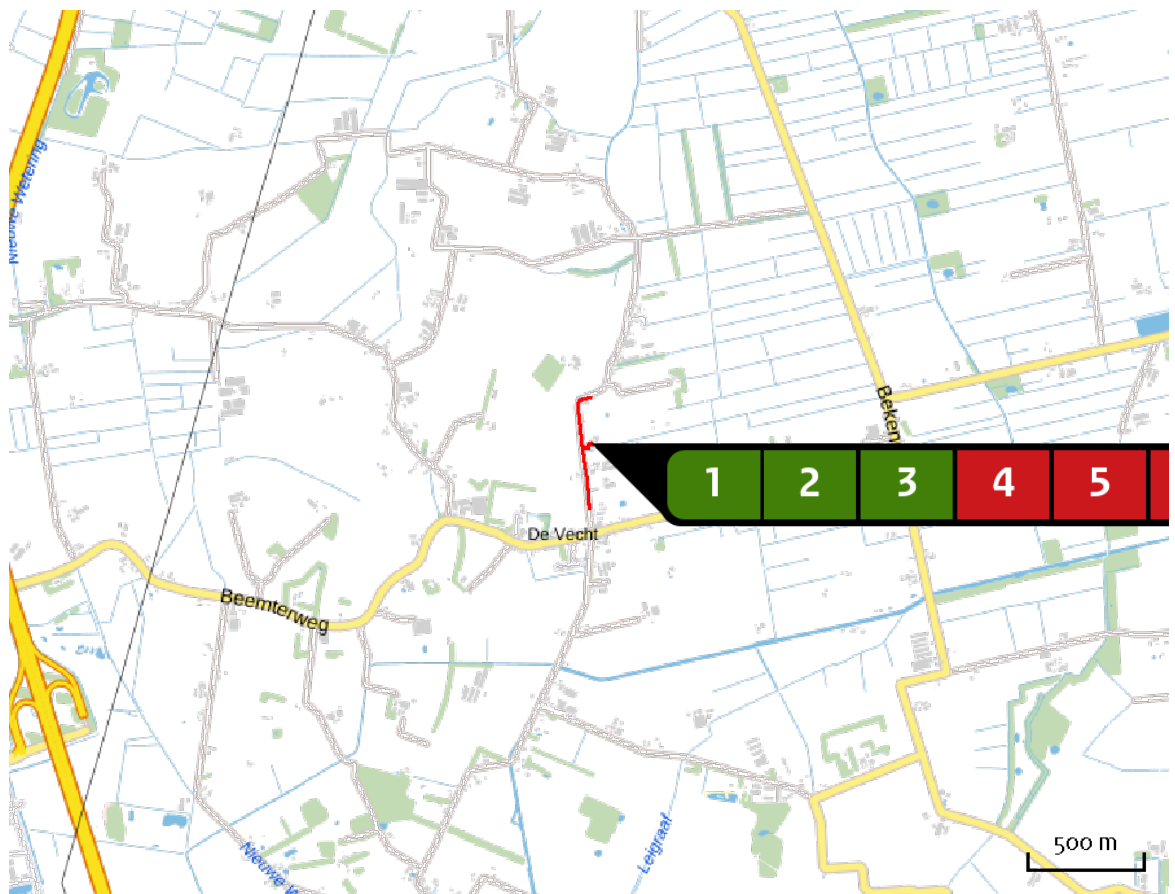 Nieuwe Wetering
Beken
1 2 3 4 5
De Vecht
Beemterweg
Nieuwe W
Leigraaf
500 m